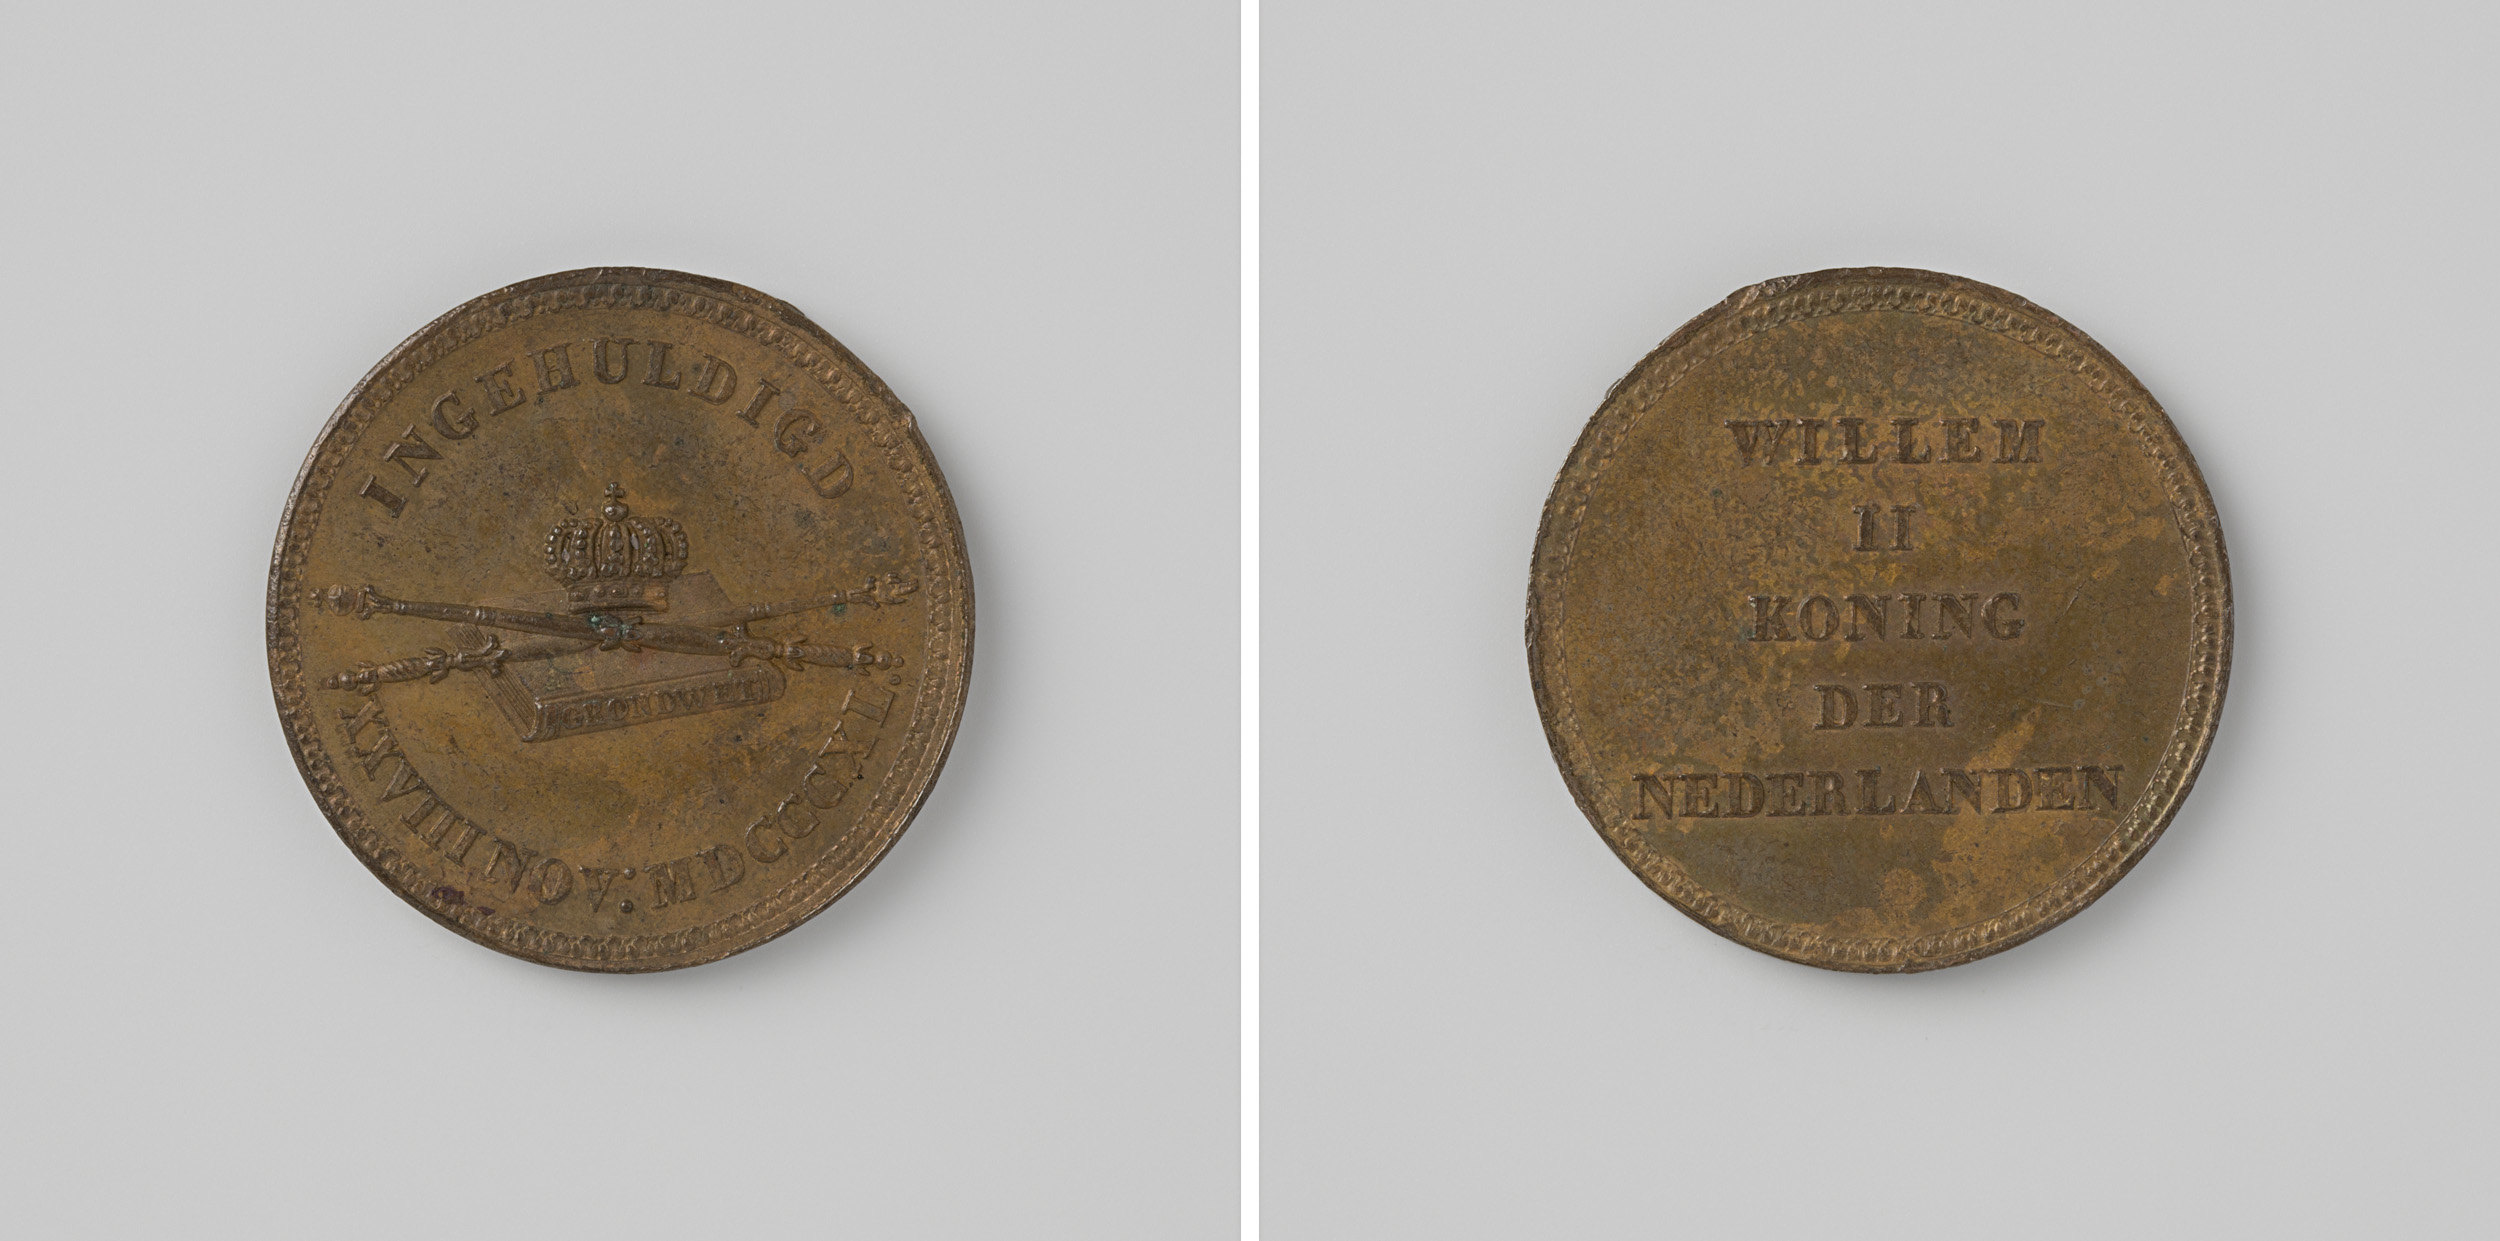 INGEHULDIGD
GRONDWET
XXVIII NOV: MDCCCXL:
WILLEM
II
KONING
DER
NEDERLANDEN